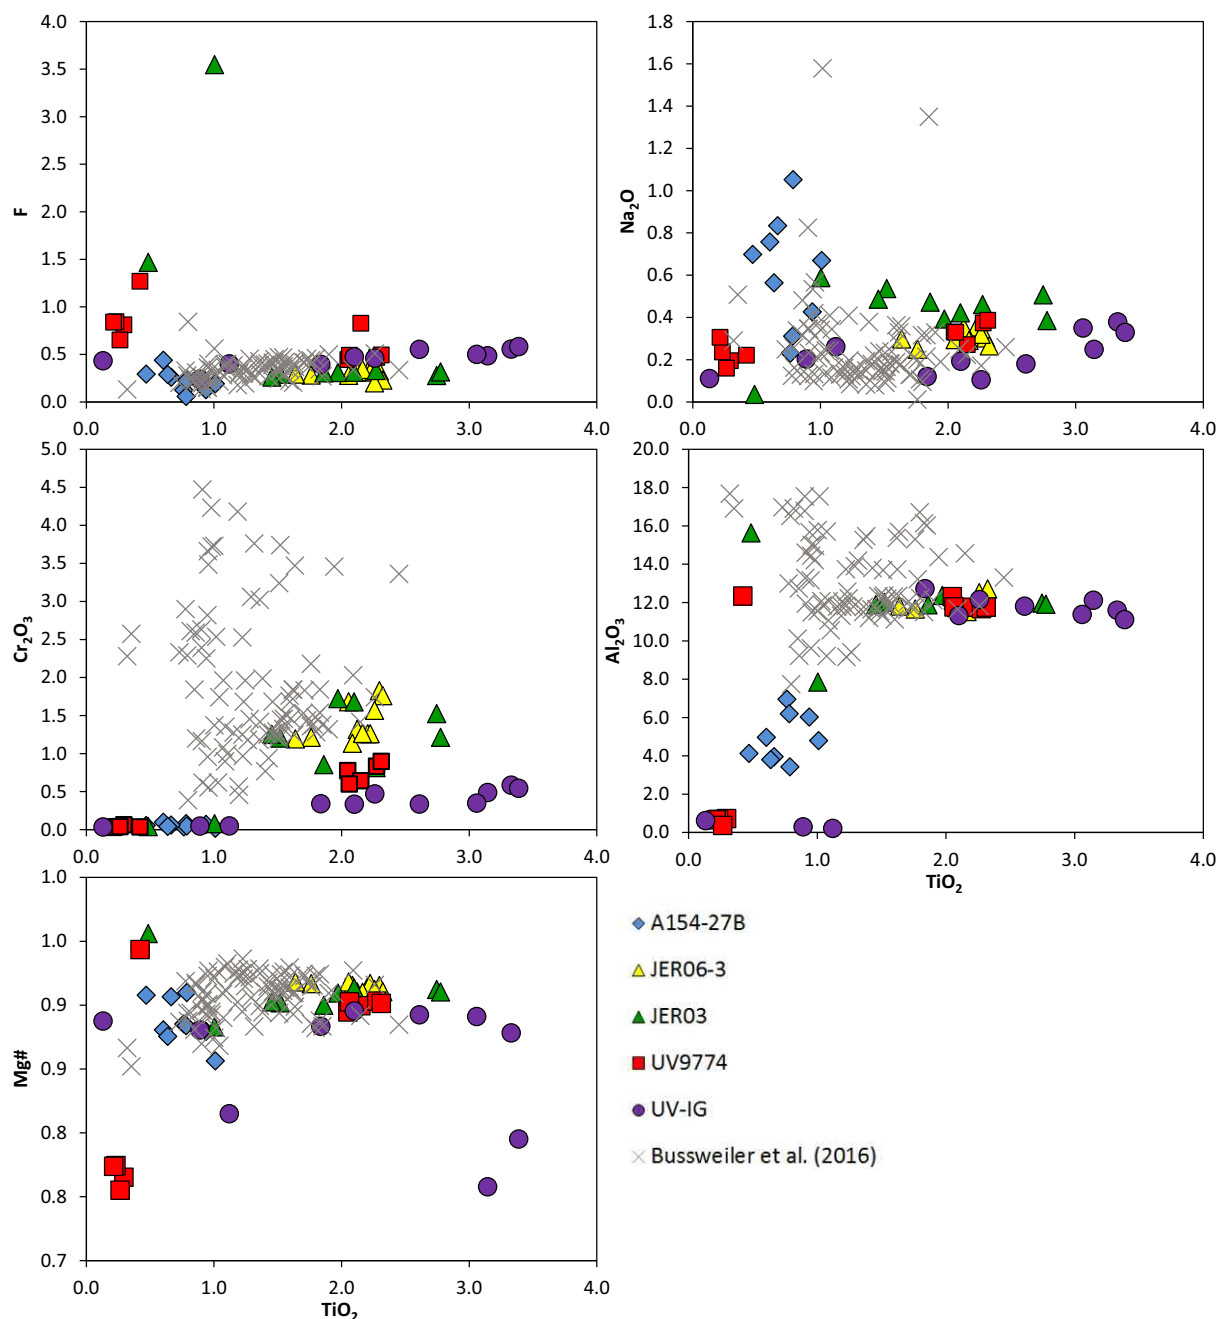 4.0
3.5
3.0
2.5
2.0
1.5
1.0
0.5
0.0
F
0.0 1.0 2.0 3.0 4.0
1.8
1.6
1.4
1.2
1.0
0.8
0.6
0.4
0.2
0.0
Na₂O
0.0 1.0 2.0 3.0 4.0
5.0
4.5
4.0
3.5
3.0
2.5
2.0
1.5
1.0
0.5
0.0
Cr₂O₃
0.0 1.0 2.0 3.0 4.0
20.0
18.0
16.0
14.0
12.0
10.0
8.0
6.0
4.0
2.0
0.0
Al₂O₃
0.0 1.0 2.0 3.0 4.0
TiO₂
1.0
1.0
0.9
0.9
0.8
0.8
0.7
Mg#
0.0 1.0 2.0 3.0 4.0
TiO₂
A154-27B
JER06-3
JER03
UV9774
UV-IG
Bussweiler et al. (2016)